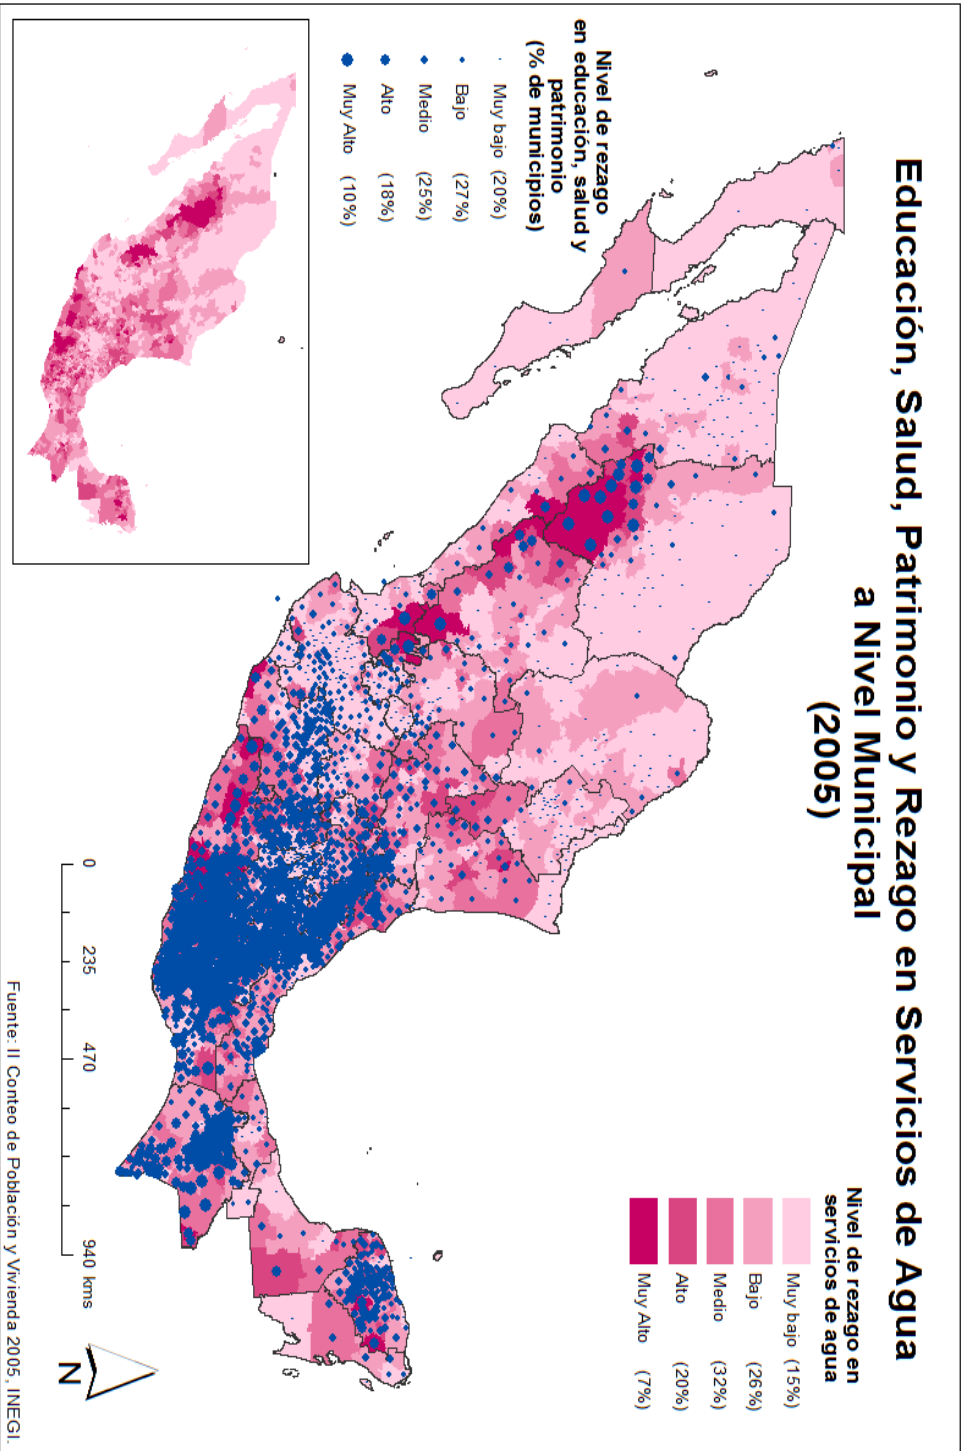 Educación, Salud, Patrimonio y Rezago en Servicios de Agua
a Nivel Municipal
(2005)
Nivel de rezago
en educación, salud y
patrimonio
(% de municipios)
Muy bajo (20%)
Bajo (27%)
Medio (25%)
Alto (18%)
Muy Alto (10%)
Nivel de rezago en
servicios de agua
Muy bajo (15%)
Bajo (26%)
Medio (32%)
Alto (20%)
Muy Alto (7%)
0 235 470 940 kms
N
Fuente: II Conteo de Población y Vivienda 2005, INEGI.